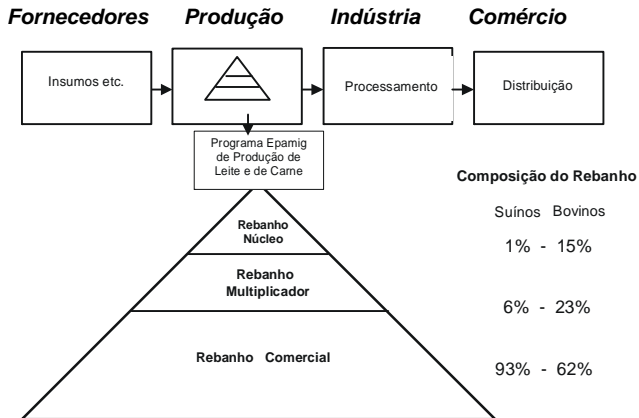 Fornecedores Produção Indústria Comércio
Insumos etc.
Processamento
Distribuição
Programa Epamig
de Produção de
Leite e de Carne
Composição do Rebanho
Suínos Bovinos
Rebanho
Núcleo
1% - 15%
Rebanho
Multiplicador
6% - 23%
Rebanho Comercial
93% - 62%